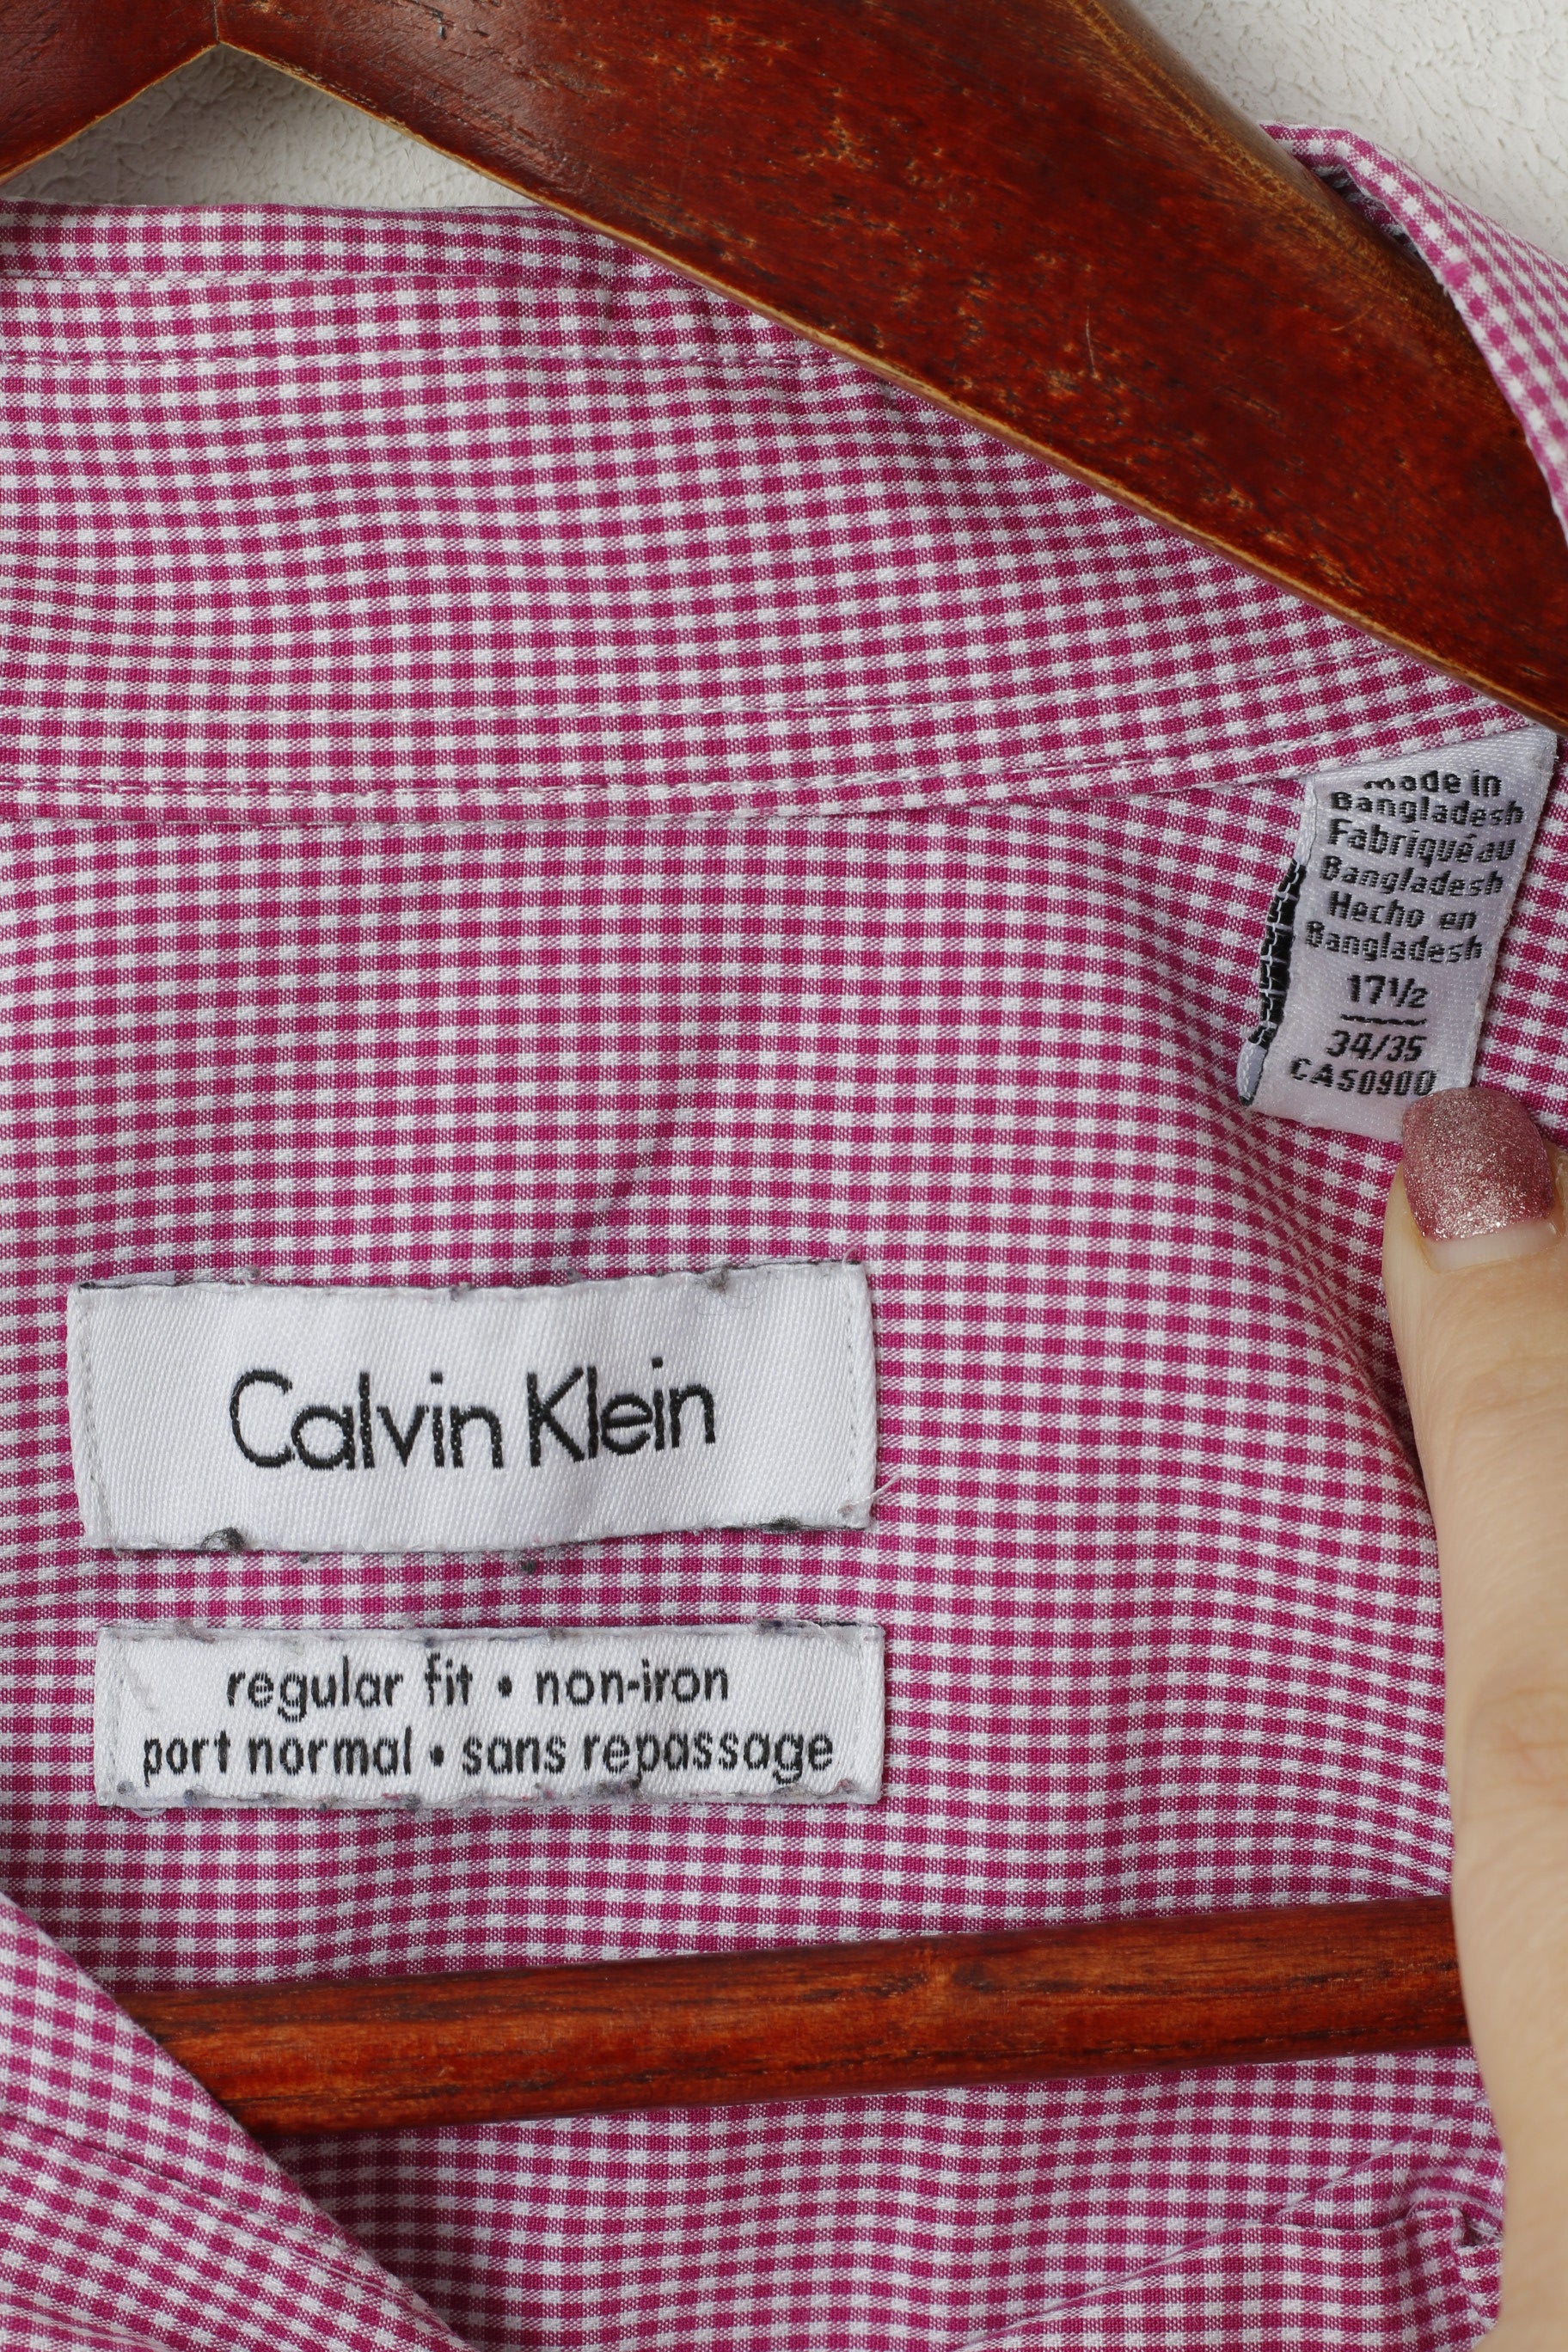 Made in
Bangladesh
Fabriqué au
Bangladesh
Hecho en
Bangladesh
17½
34/35
CA50900
Calvin Klein
regular fit • non-iron
port normal • sans repassage